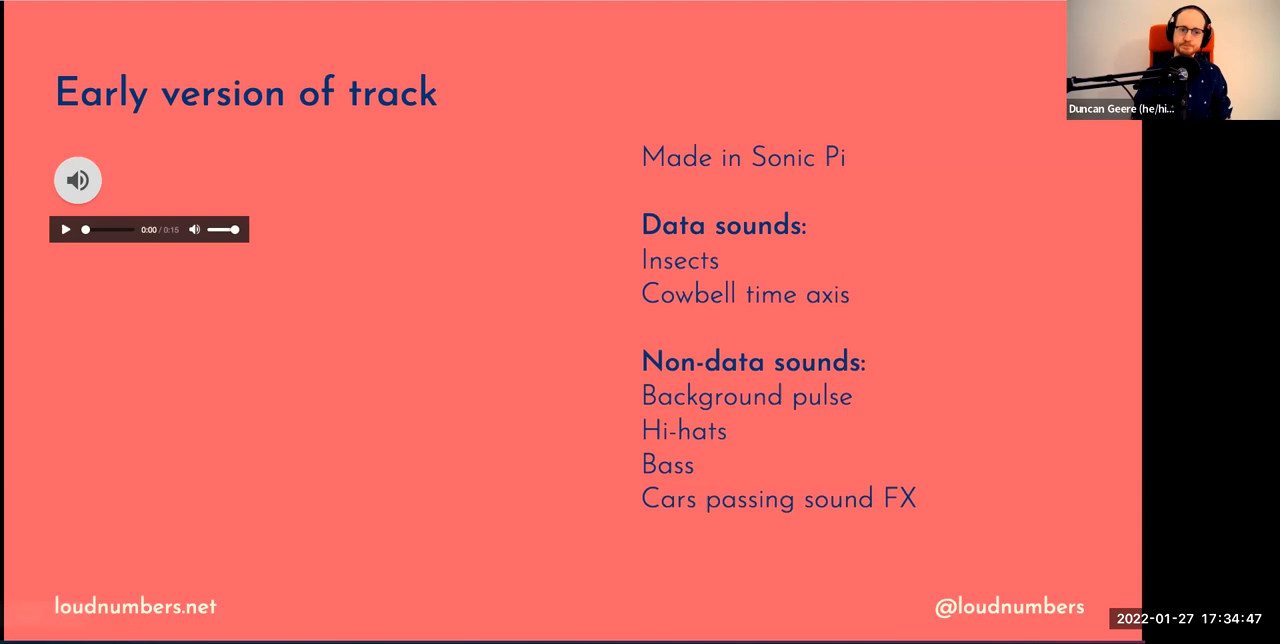 Early version of track
Duncan Geere (he/hi...
Made in Sonic Pi
Data sounds:
Insects
Cowbell time axis
0:00 / 0:15
Non-data sounds:
Background pulse
Hi-hats
Bass
Cars passing sound FX
loudnumbers.net
@loudnumbers
2022-01-27 17:34:47